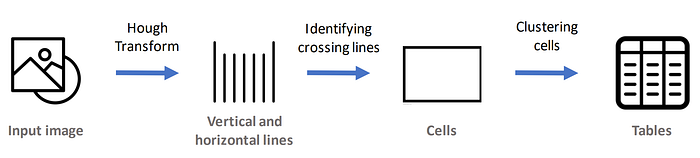 Hough
Transform
Identifying
crossing lines
Clustering
cells
Input image
Vertical and
horizontal lines
Cells
Tables